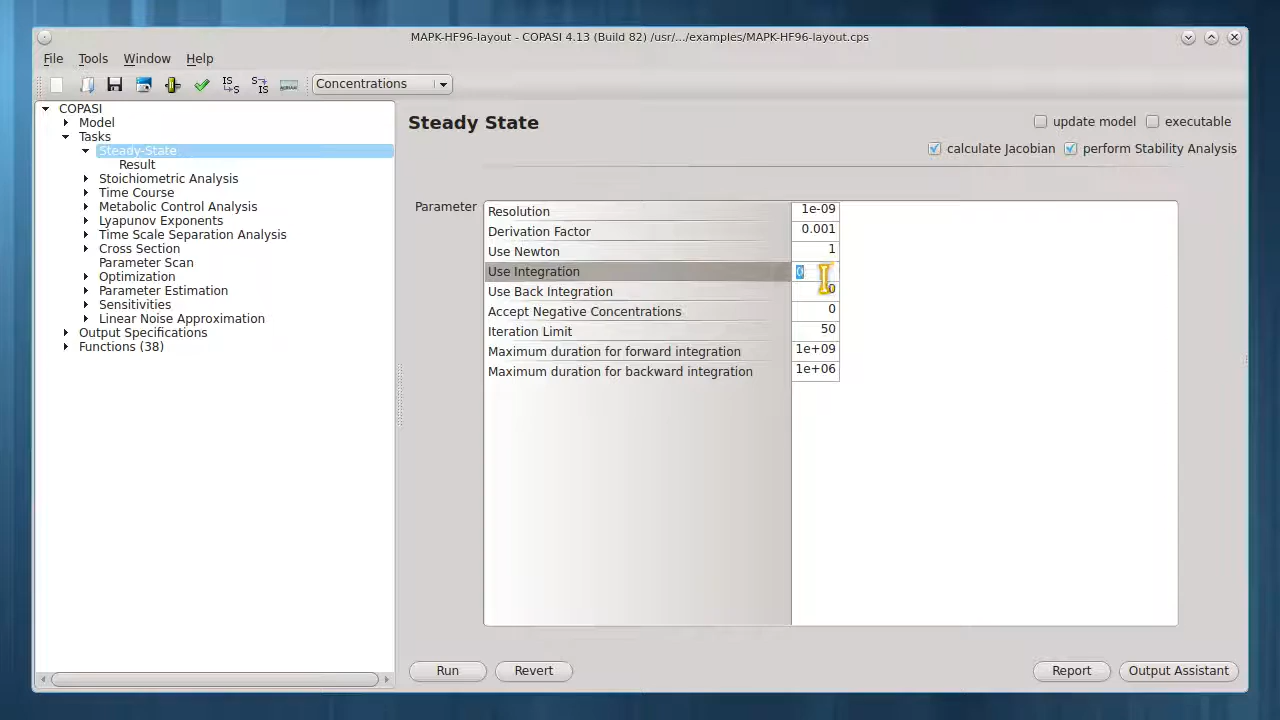 MAPK-HF96-layout - COPASI 4.13 (Build 82) /usr/.../examples/MAPK-HF96-layout.cps
File Tools Window Help
Concentrations
COPASI
Model
Tasks
Steady-State
Result
Stoichiometric Analysis
Time Course
Metabolic Control Analysis
Lyapunov Exponents
Time Scale Separation Analysis
Cross Section
Parameter Scan
Optimization
Parameter Estimation
Sensitivities
Linear Noise Approximation
Output Specifications
Functions (38)
Steady State
update model executable
calculate Jacobian perform Stability Analysis
Parameter
Resolution 1e-09
Derivation Factor 0.001
Use Newton 1
Use Integration 0
Use Back Integration 0
Accept Negative Concentrations 0
Iteration Limit 50
Maximum duration for forward integration 1e+09
Maximum duration for backward integration 1e+06
Run Revert Report Output Assistant